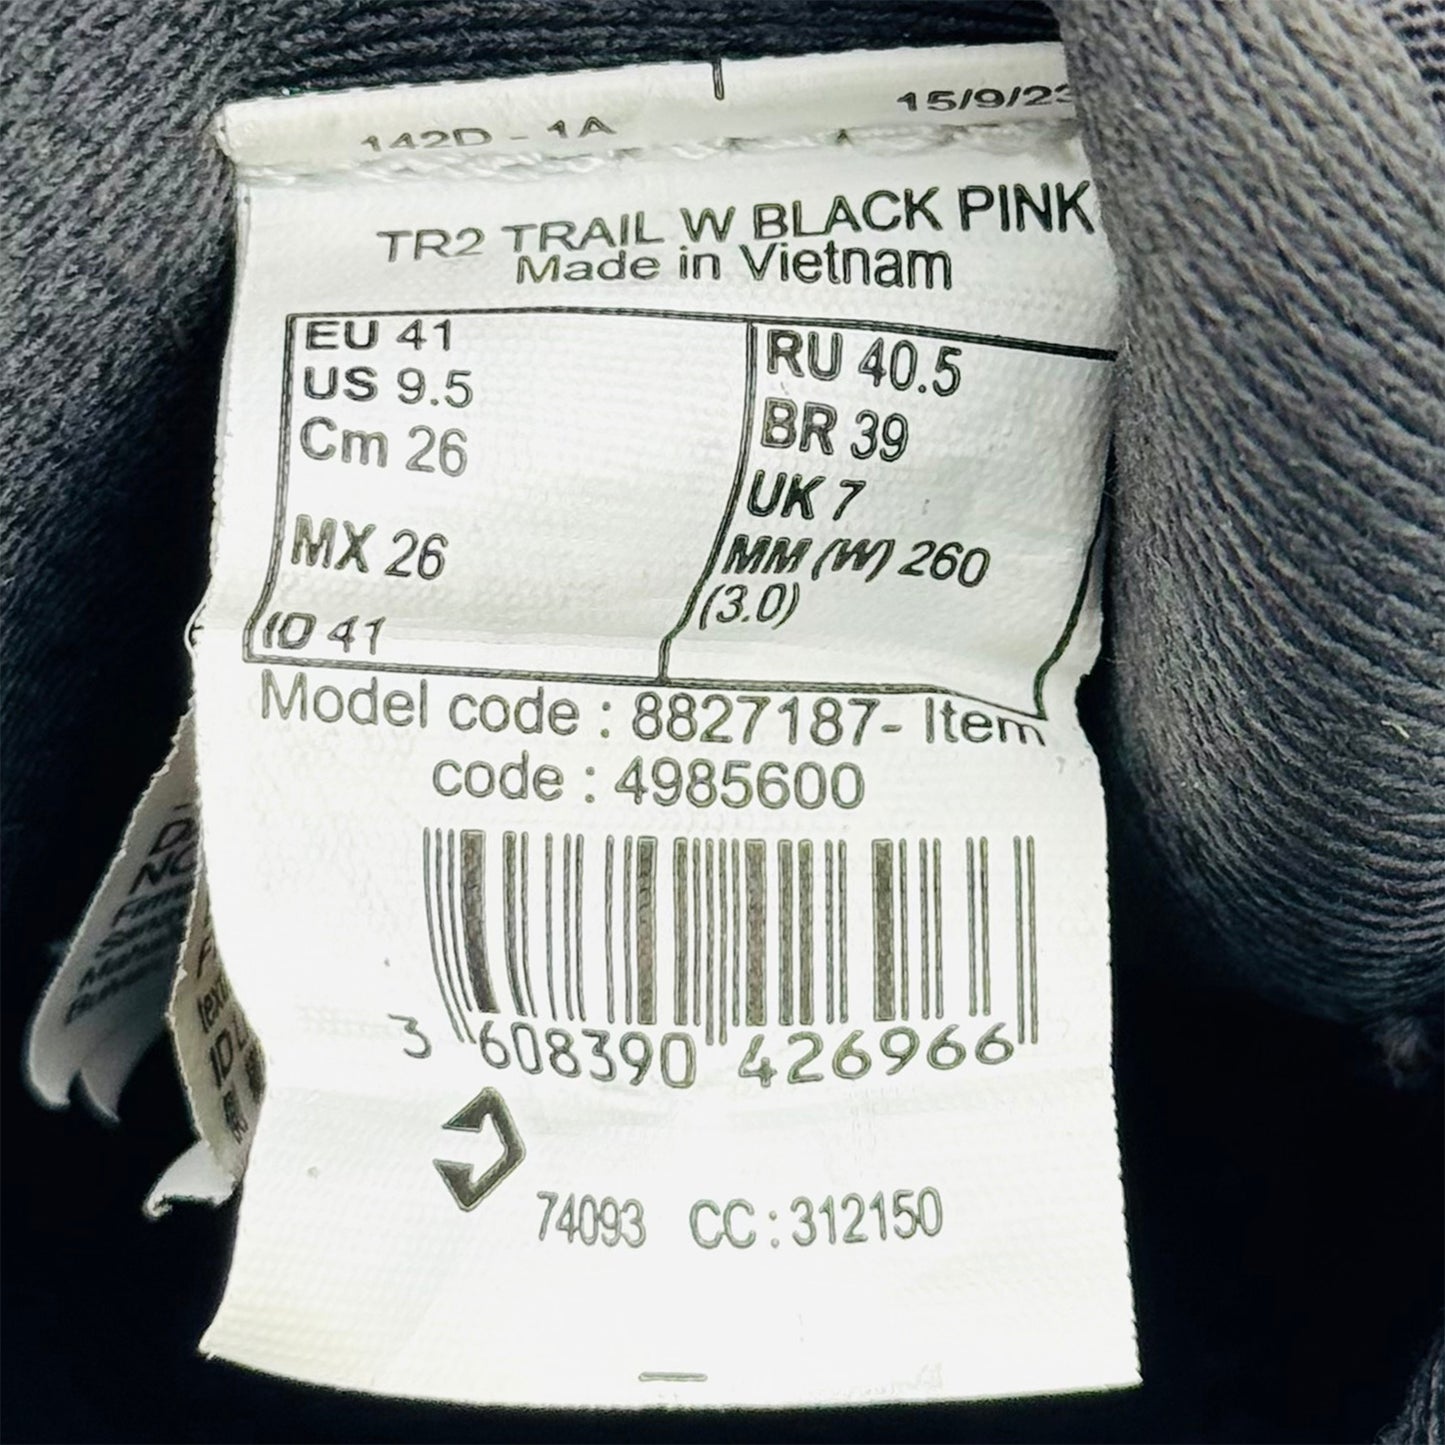 142D - 1A
15/9/23
TR2 TRAIL W BLACK PINK
Made in Vietnam
EU 41
US 9.5
Cm 26
MX 26
ID 41
RU 40.5
BR 39
UK 7
MM (W) 260
(3.0)
Model code : 8827187- Item
code : 4985600
3 608390 426966
74093 CC : 312150